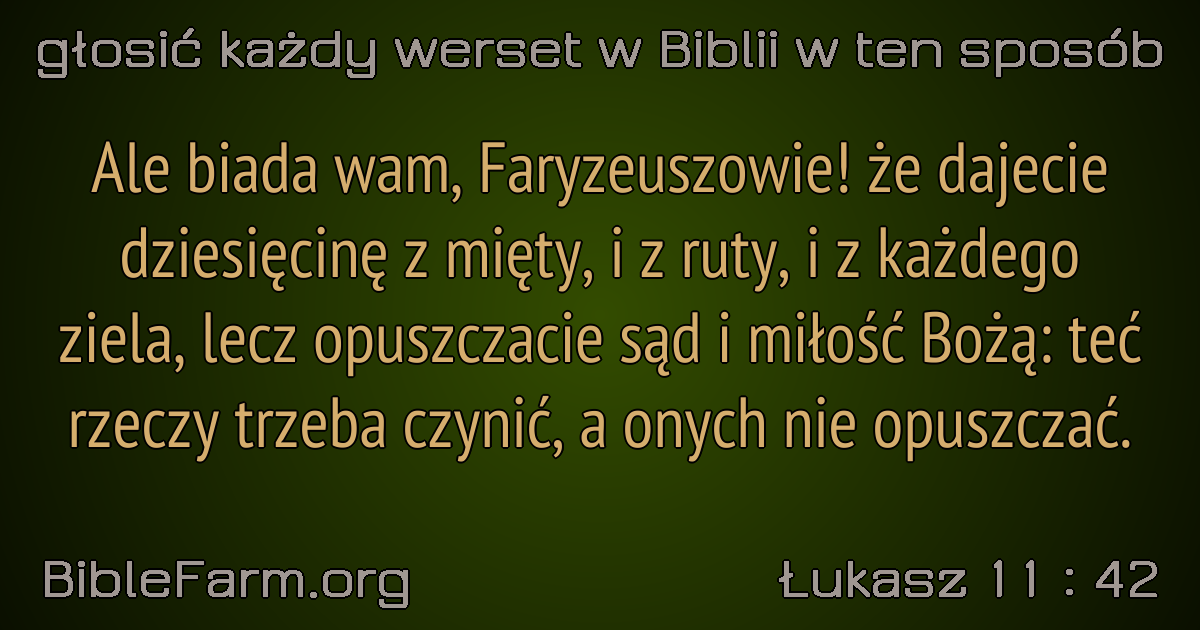 głosić każdy werset w Biblii w ten sposób
Ale biada wam, Faryzeuszowie! że dajecie
dziesięcinę z mięty, i z ruty, i z każdego
ziela, lecz opuszczacie sąd i miłość Bożą: teć
rzeczy trzeba czynić, a onych nie opuszczać.
BibleFarm.org
Łukasz 11 : 42